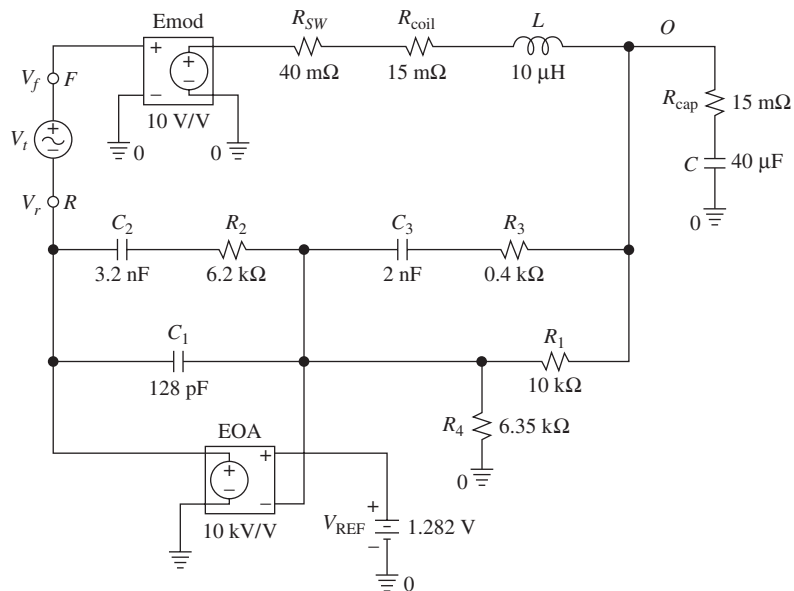 Emod
R_SW
R_coil
L
O
40 mΩ
15 mΩ
10 μH
V_f
F
+
−
+
−
R_cap
15 mΩ
10 V/V
V_t
+
−
0
0
C
40 μF
V_r
R
0
C_2
R_2
C_3
R_3
3.2 nF
6.2 kΩ
2 nF
0.4 kΩ
C_1
R_1
128 pF
10 kΩ
R_4
6.35 kΩ
EOA
0
+
−
+
−
10 kV/V
V_REF
+
−
1.282 V
0